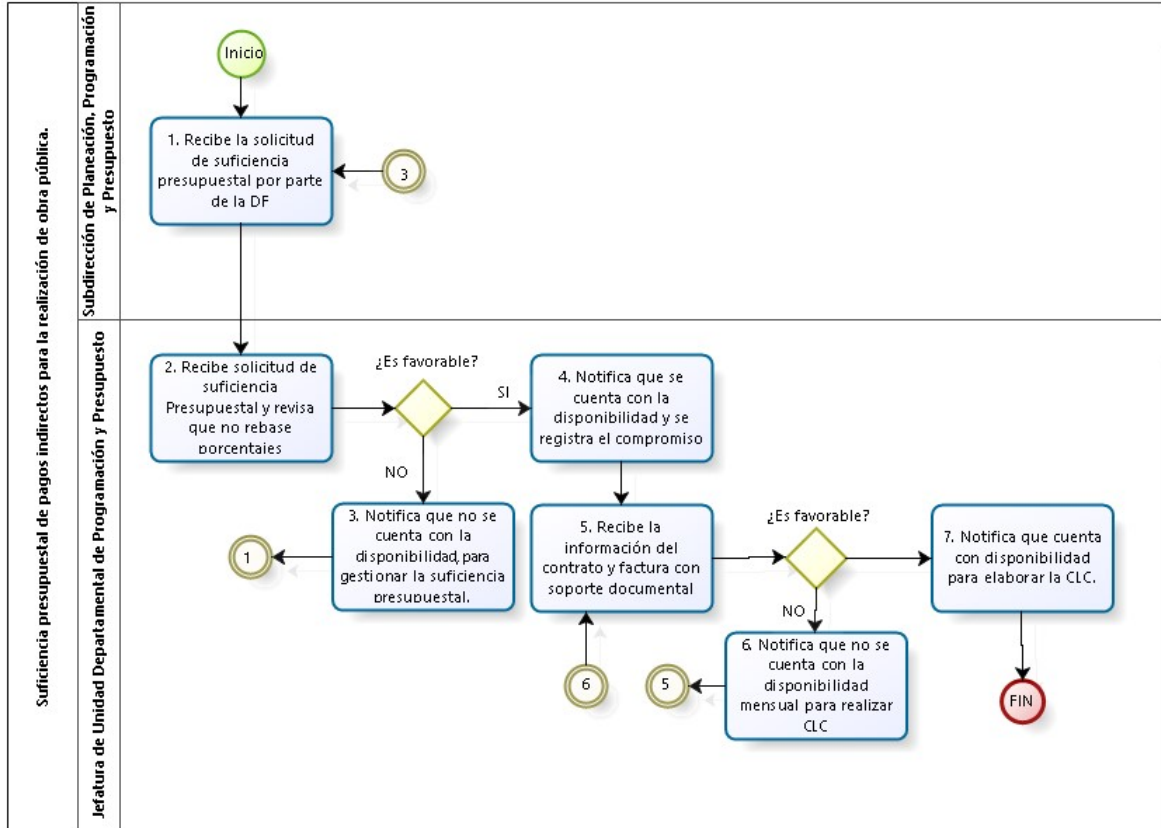 Suficiencia presupuestal de pagos indirectos para la realización de obra pública.
Subdirección de Planeación, Programación
y Presupuesto
Inicio
1. Recibe la solicitud
de suficiencia
presupuestal por parte
de la DF
3
Jefatura de Unidad Departamental de Programación y Presupuesto
2. Recibe solicitud de
suficiencia
Presupuestal y revisa
que no rebase
porcentajes
¿Es favorable?
SI
NO
4. Notifica que se
cuenta con la
disponibilidad y se
registra el compromiso
3. Notifica que no se
cuenta con la
disponibilidad, para
gestionar la suficiencia
presupuestal.
1
5. Recibe la
información del
contrato y factura con
soporte documental
6
¿Es favorable?
NO
6. Notifica que no se
cuenta con la
disponibilidad
mensual para realizar
CLC
5
7. Notifica que cuenta
con disponibilidad
para elaborar la CLC.
FIN